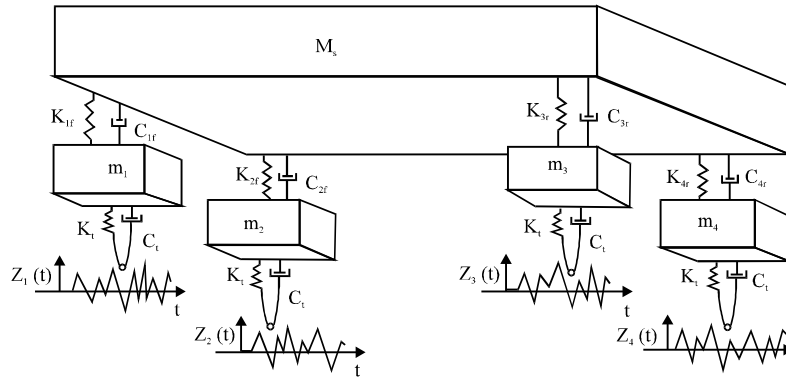 Mₛ
K₁f
C₁f
K₃r
C₃r
m₁
m₃
K₂f
C₂f
K₄r
C₄r
Kₜ
Cₜ
m₂
Kₜ
Cₜ
m₄
Z₁ (t)
t
Kₜ
Cₜ
Z₃ (t)
t
Kₜ
Cₜ
Z₂ (t)
t
Z₄ (t)
t